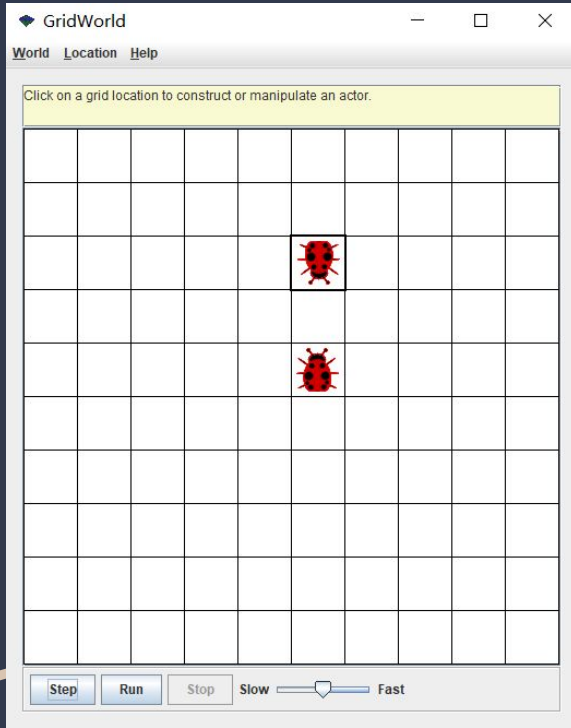 GridWorld
World Location Help
Click on a grid location to construct or manipulate an actor.
Step Run Stop Slow Fast